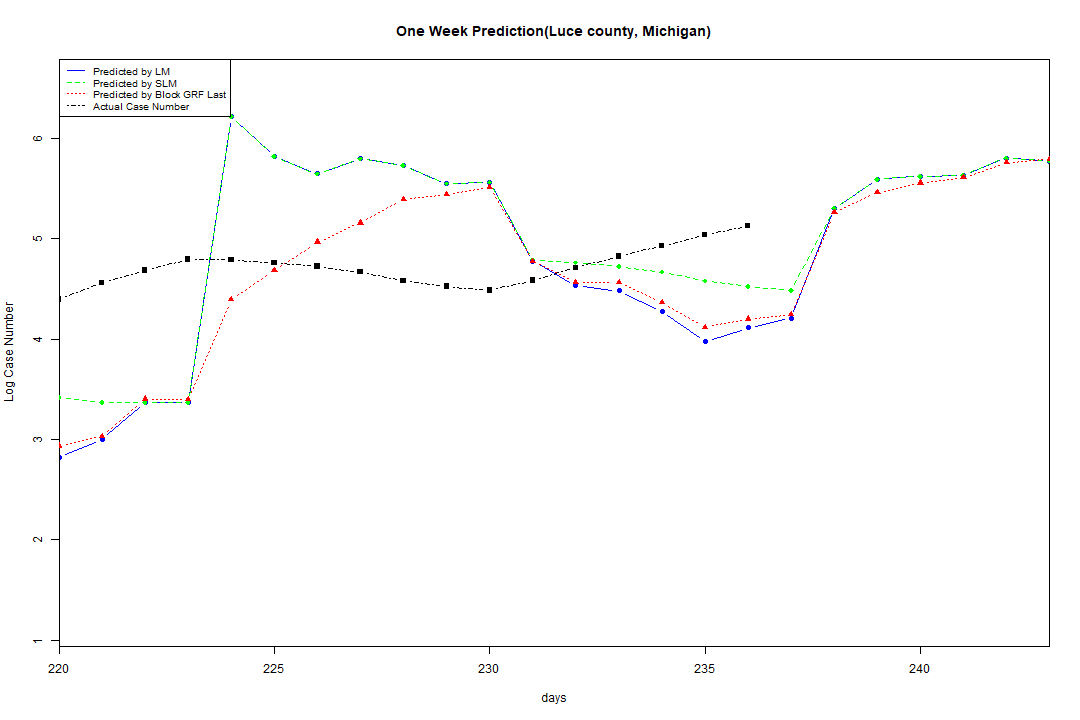 One Week Prediction(Luce county, Michigan)
Predicted by LM
Predicted by SLM
Predicted by Block GRF Last
Actual Case Number
6
5
4
3
2
1
Log Case Number
220 225 230 235 240
days